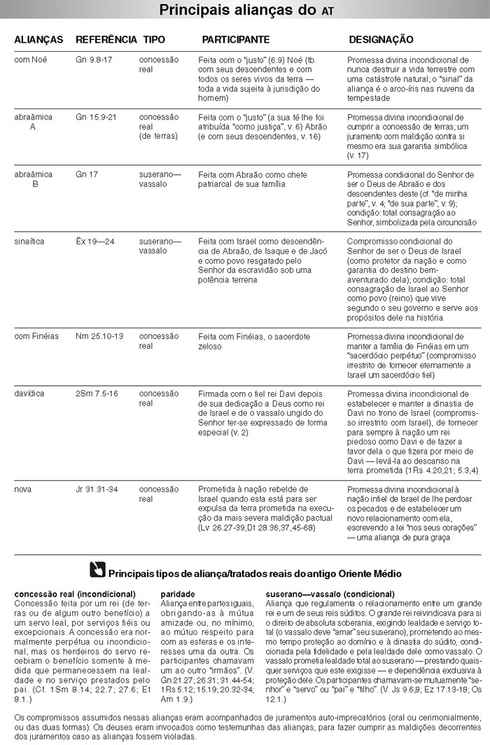 Principais alianças do AT
ALIANÇAS REFERÊNCIA TIPO PARTICIPANTE DESIGNAÇÃO
com Noé
Gn 9.8-17
concessão
real
Feita com o "justo" (6.9) Noé (tb.
com seus descendentes e com
todos os seres vivos da terra —
toda a vida sujeita à jurisdição do
homem)
Promessa divina incondicional de
nunca destruir a vida terrestre com
uma catástrofe natural, o "sinal" da
aliança é o arco-íris nas nuvens da
tempestade
abraâmica
A
Gn 15.9-21
concessão
real
(de terras)
Feita com o "justo" (a sua fé lhe foi
atribuída "como justiça", v. 6) Abrão
(e com seus descendentes, v. 16)
Promessa divina incondicional de
cumprir a concessão de terras; um
juramento com maldição contra si
mesmo era sua garantia simbólica
(v. 17)
abraâmica
B
Gn 17
suserano—
vassalo
Feita com Abraão como chefe
patriarcal de sua família
Promessa condicional do Senhor de
ser o Deus de Abraão e dos
descendentes deste (cf. "de minha
parte", v. 4; "de sua parte", v. 9);
condição: total consagração ao
Senhor, simbolizada pela circuncisão
sinaítica
Êx 19—24
suserano—
vassalo
Feita com Israel como descendên-
cia de Abraão, de Isaque e de Jacó
e como povo resgatado pelo
Senhor da escravidão sob uma
potência terrena
Compromisso condicional do
Senhor de ser o Deus de Israel
(como protetor da nação e como
garantia do destino bem-
aventurado dela); condição: total
consagração de Israel ao Senhor
como povo (reino) que vive
segundo o seu governo e serve aos
propósitos dele na história
com Finéias
Nm 25.10-13
concessão
real
Feita com Finéias, o sacerdote
zeloso
Promessa divina incondicional de
manter a família de Finéias em um
"sacerdócio perpétuo" (compromisso
irrestrito de fornecer eternamente a
Israel um sacerdócio fiel)
davídica
2Sm 7.5-16
concessão
real
Firmada com o fiel rei Davi depois
de sua dedicação a Deus como rei
de Israel e de o vassalo ungido do
Senhor ter-se expressado de forma
especial (v. 2)
Promessa divina incondicional de
estabelecer e manter a dinastia de
Davi no trono de Israel (compromis-
so irrestrito com Israel), de fornecer
para sempre à nação um rei
piedoso como Davi e de fazer a
favor dela o que fizera por meio de
Davi — levá-la ao descanso na
terra prometida (1Rs 4.20,21; 5.3,4)
nova
Jr 31.31-34
concessão
real
Prometida à nação rebelde de
Israel quando esta está para ser
expulsa da terra prometida na execu-
ção da mais severa maldição pactual
(Lv 26.27-39,Dt 28.36,37,45-68)
Promessa divina incondicional à
nação infiel de Israel de lhe perdoar
os pecados e de estabelecer um
novo relacionamento com ela,
escrevendo a lei "nos seus corações"
— uma aliança de pura graça
Principais tipos de aliança/tratados reais do antigo Oriente Médio
concessão real (incondicional)
Concessão feita por um rei (de ter-
ras ou de algum outro benefício) a
um servo leal, por serviços fiéis ou
excepcionais. A concessão era nor-
malmente perpétua ou incondicio-
nal, mas os herdeiros do servo re-
cebiam o benefício somente à me-
dida que permanecessem na leal-
dade e no serviço prestados pelo
pai. (Cf. 1Sm 8.14; 22.7; 27.6; Et
8.1.)
paridade
Aliança entre partes iguais,
obrigando-as à mútua
amizade ou, no mínimo,
ao mútuo respeito para
com as esferas e os inte-
resses uma da outra. Os
participantes chamavam
um ao outro "irmãos". (V.
Gn 21.27; 26.31; 31.44-54;
1Rs 5.12; 15.19; 20.32-34;
Am 1.9.)
suserano—vassalo (condicional)
Aliança que regulamenta o relacionamento entre um grande
rei e um de seus reis súditos. O grande rei reivindicava para si
o direito de absoluta soberania, exigindo lealdade e serviço to-
tal (o vassalo deve "amar" seu suserano), prometendo ao mes-
mo tempo proteção ao domínio e à dinastia do súdito, condi-
cionada pela fidelidade e pela lealdade dele como vassalo. O
vassalo prometia lealdade total ao suserano — prestando quais-
quer serviços que este exigisse — e dependência exclusiva à
proteção dele. Os participantes chamavam-se mutuamente "se-
nhor" e "servo" ou "pai" e "filho". (V. Js 9.6,8; Ez 17.13-18; Os
12.1.)
Os compromissos assumidos nessas alianças eram acompanhados de juramentos auto-imprecatórios (oral ou cerimonialmente,
ou das duas formas). Os deuses eram invocados como testemunhas das alianças, para fazer cumprir as maldições decorrentes
dos juramentos caso as alianças fossem violadas.